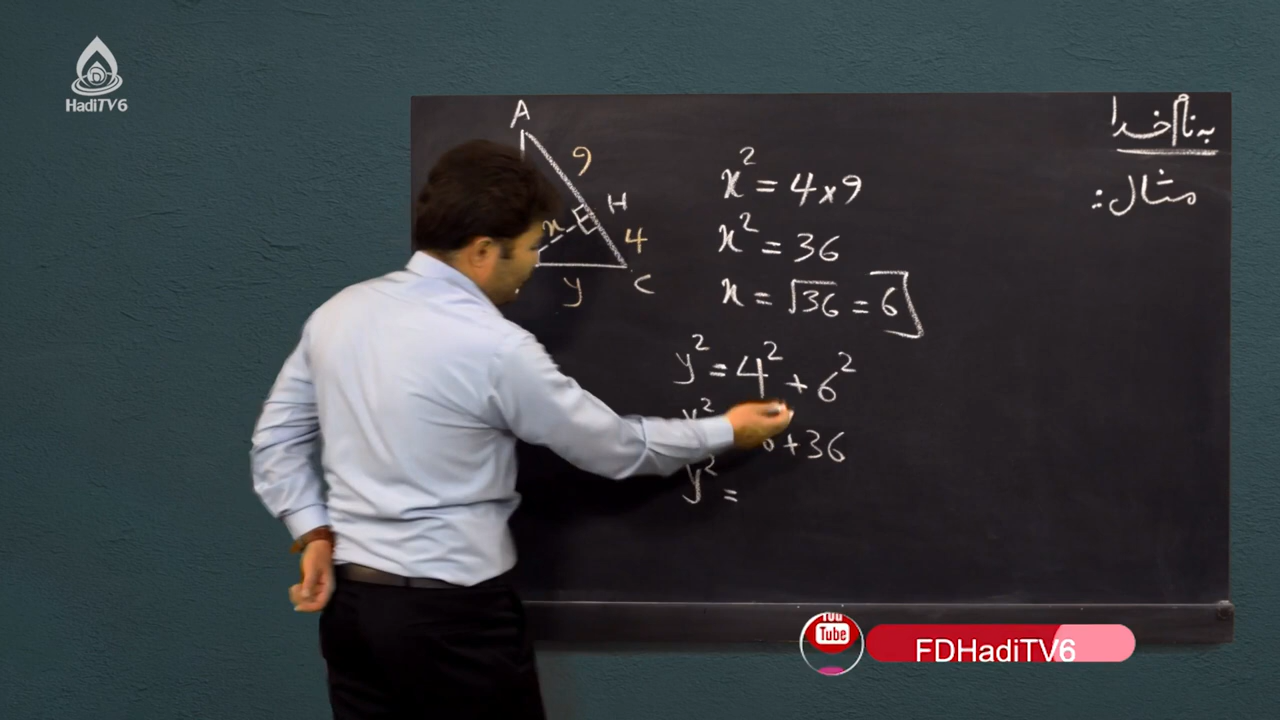 HadiTV6
به نام خدا
مثال:
A
9
H
x
4
y
C
x² = 4×9
x² = 36
x = √36 = 6
y² = 4² + 6²
y²
+36
y² =
You Tube
FDHadiTV6